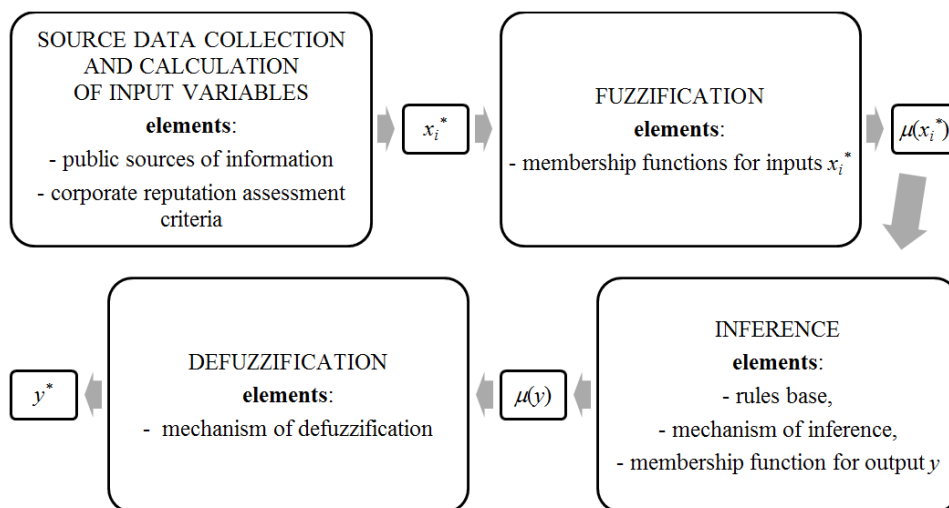 SOURCE DATA COLLECTION
AND CALCULATION
OF INPUT VARIABLES
elements:
- public sources of information
- corporate reputation assessment
criteria
xᵢ*
FUZZIFICATION
elements:
- membership functions for inputs xᵢ*
μ(xᵢ*)
INFERENCE
elements:
- rules base,
- mechanism of inference,
- membership function for output y
μ(y)
DEFUZZIFICATION
elements:
- mechanism of defuzzification
y*